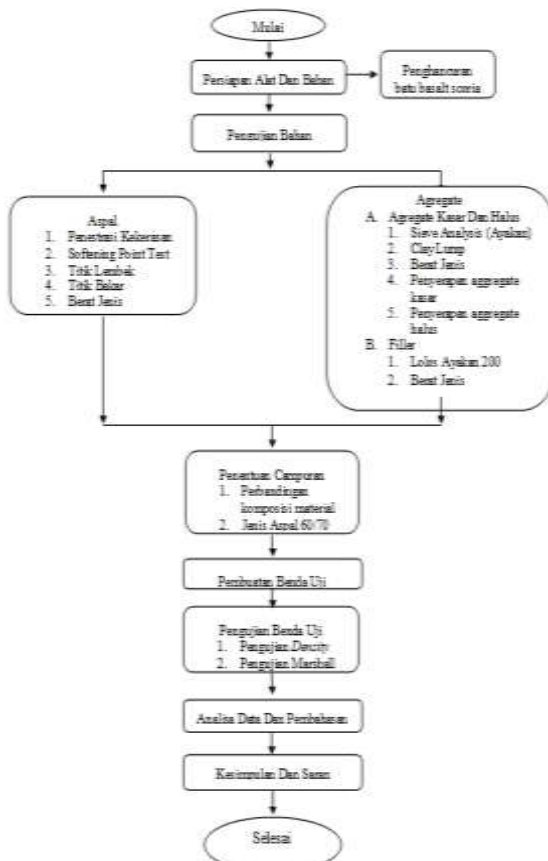 Mulai
Persiapan Alat Dan Bahan
Penghancuran
batu basalt scoria
Pengujian Bahan
Aspal
1. Penetrasi Kekerasan
2. Softening Point Test
3. Titik Lembek
4. Titik Bakar
5. Berat Jenis
Agregate
A. Agregate Kasar Dan Halus
1. Sieve Analysis (Ayakan)
2. Clay Lump
3. Berat Jenis
4. Penyerapan aggregate
kasar
5. Penyerapan aggregate
halus
B. Filler
1. Lolos Ayakan 200
2. Berat Jenis
Penentuan Campuran
1. Perbandingan
komposisi material
2. Jenis Aspal 60/70
Pembuatan Benda Uji
Pengujian Benda Uji
1. Pengujian Density
2. Pengujian Marshall
Analisa Data Dan Pembahasan
Kesimpulan Dan Saran
Selesai